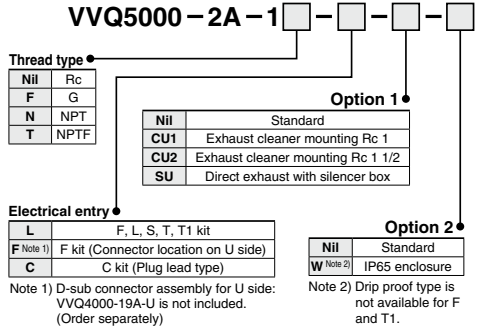 VVQ5000-2A-1□-□-□-□
Thread type
Nil Rc
F G
N NPT
T NPTF
Option 1
Nil Standard
CU1 Exhaust cleaner mounting Rc 1
CU2 Exhaust cleaner mounting Rc 1 1/2
SU Direct exhaust with silencer box
Electrical entry
L F, L, S, T, T1 kit
F Note 1) F kit (Connector location on U side)
C C kit (Plug lead type)
Note 1) D-sub connector assembly for U side:
VVQ4000-19A-U is not included.
(Order separately)
Option 2
Nil Standard
W Note 2) IP65 enclosure
Note 2) Drip proof type is
not available for F
and T1.